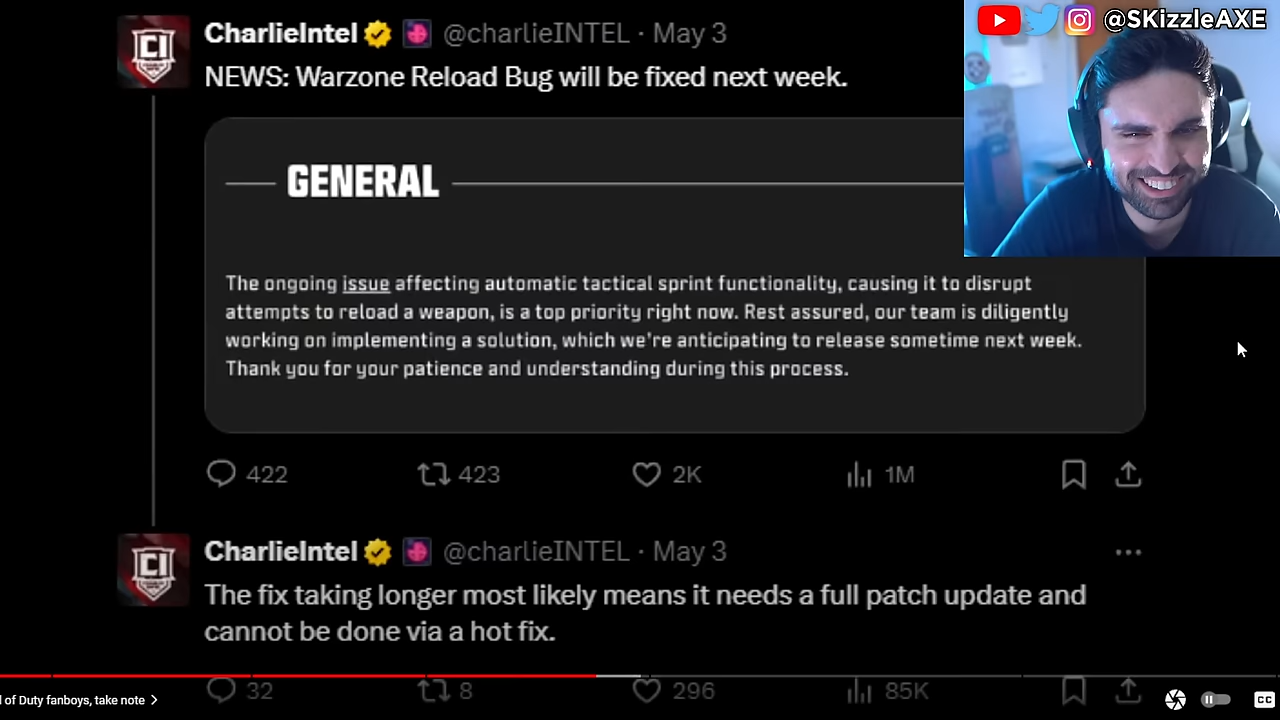 @SKizzleAXE
CI
CharlieIntel @charlieINTEL · May 3
NEWS: Warzone Reload Bug will be fixed next week.
GENERAL
The ongoing issue affecting automatic tactical sprint functionality, causing it to disrupt
attempts to reload a weapon, is a top priority right now. Rest assured, our team is diligently
working on implementing a solution, which we're anticipating to release sometime next week.
Thank you for your patience and understanding during this process.
422 423 2K 1M
CI
CharlieIntel @charlieINTEL · May 3
The fix taking longer most likely means it needs a full patch update and
cannot be done via a hot fix.
32 8 296 85K
of Duty fanboys, take note
CC